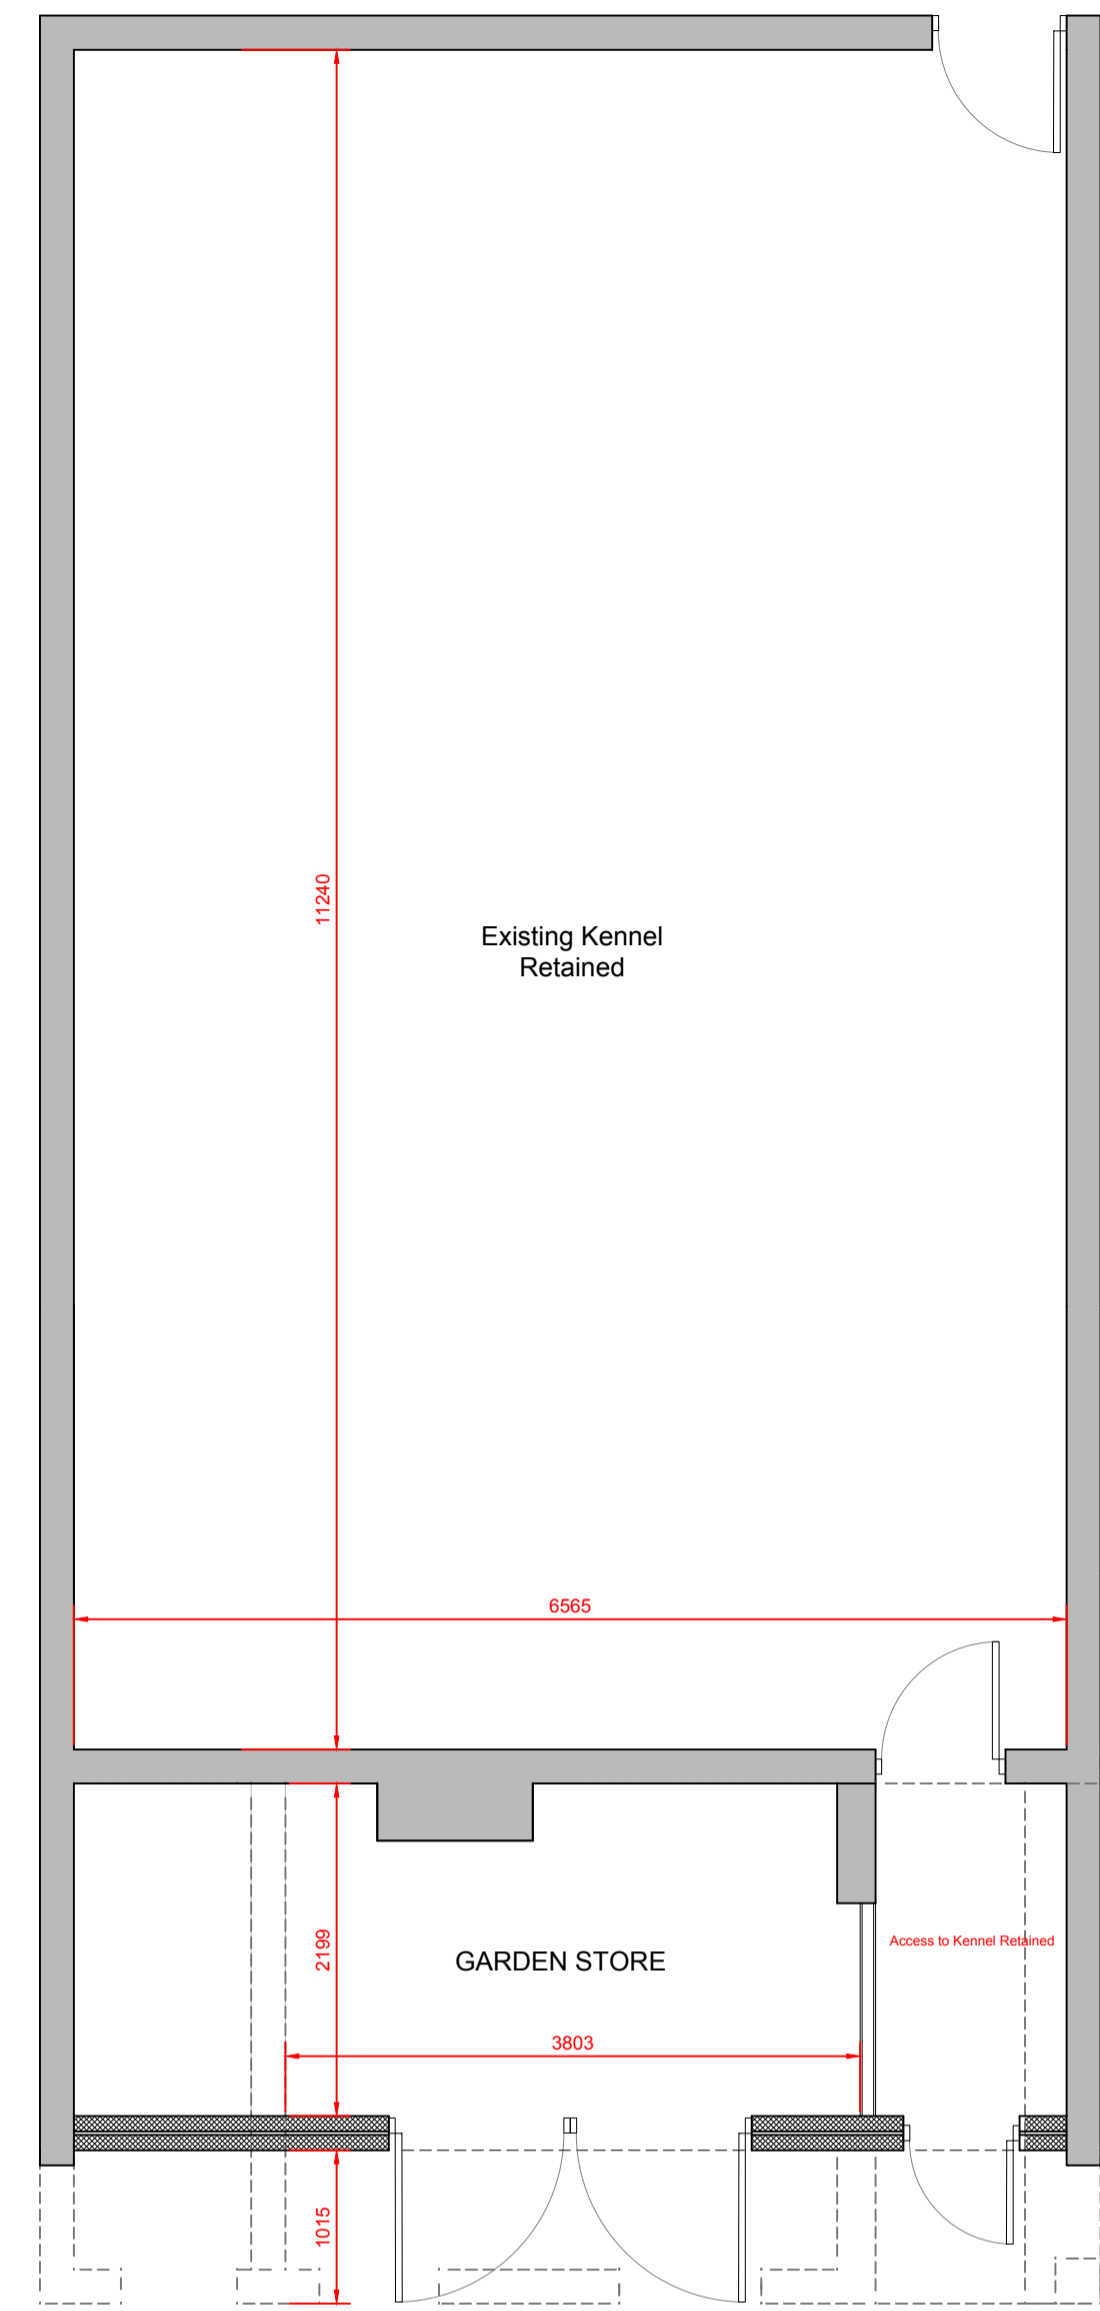 11240
Existing Kennel
Retained
6565
2199
GARDEN STORE
Access to Kennel Retained
3803
1015